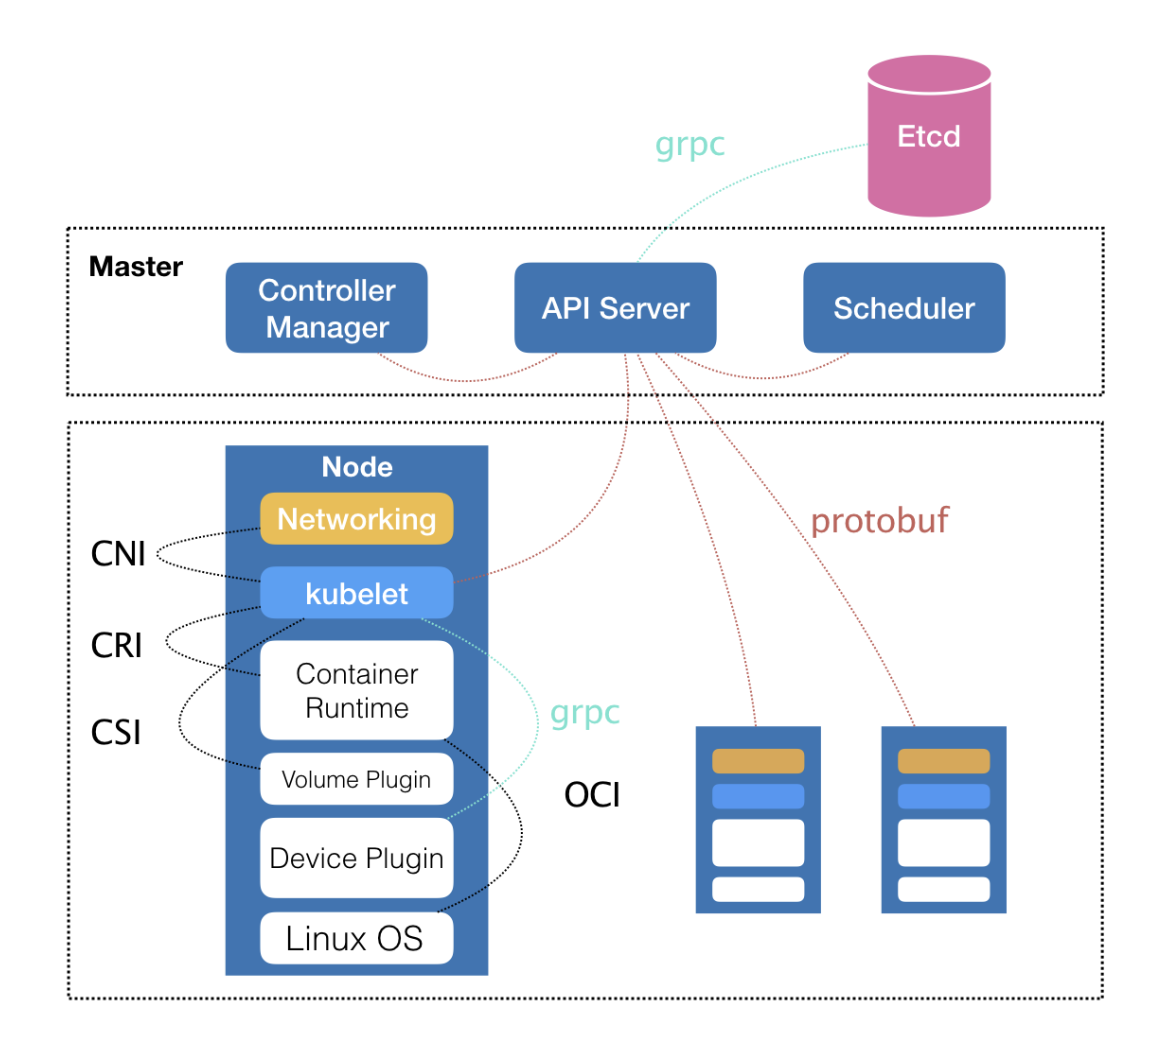 Etcd
grpc
Master
Controller
Manager
API Server
Scheduler
Node
Networking
CNI
kubelet
protobuf
CRI
Container
Runtime
CSI
grpc
Volume Plugin
OCI
Device Plugin
Linux OS